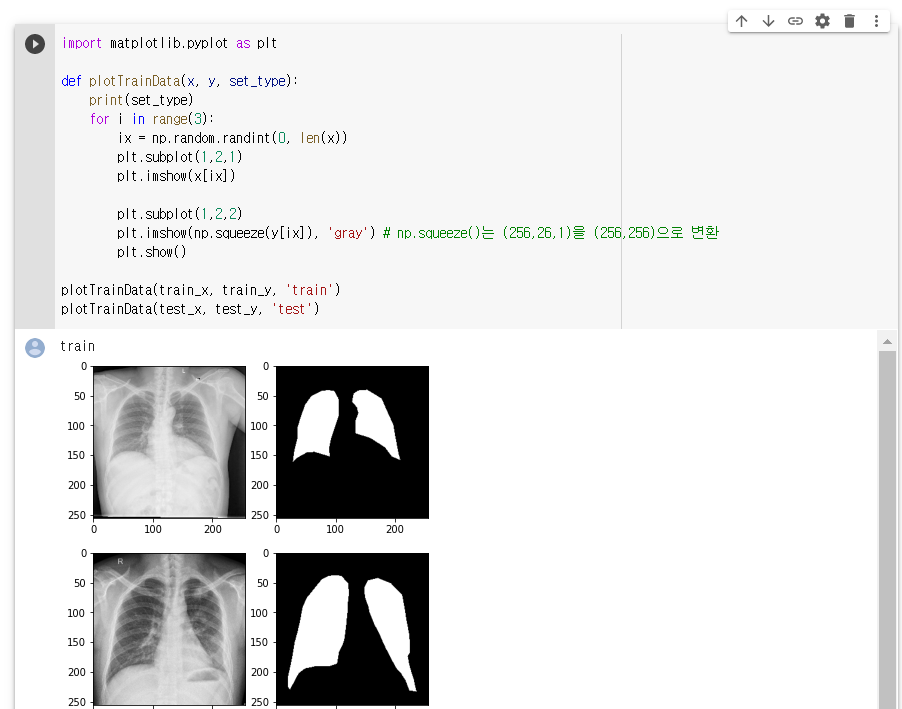 import matplotlib.pyplot as plt
def plotTrainData(x, y, set_type):
print(set_type)
for i in range(3):
ix = np.random.randint(0, len(x))
plt.subplot(1,2,1)
plt.imshow(x[ix])
plt.subplot(1,2,2)
plt.imshow(np.squeeze(y[ix]), 'gray') # np.squeeze()는 (256,26,1)을 (256,256)으로 변환
plt.show()
plotTrainData(train_x, train_y, 'train')
plotTrainData(test_x, test_y, 'test')
train
0 0
50 50
100 100
150 150
200 200
250 250
0 100 200 0 100 200
0 R 0
50 50
100 100
150 150
200 200
250 250